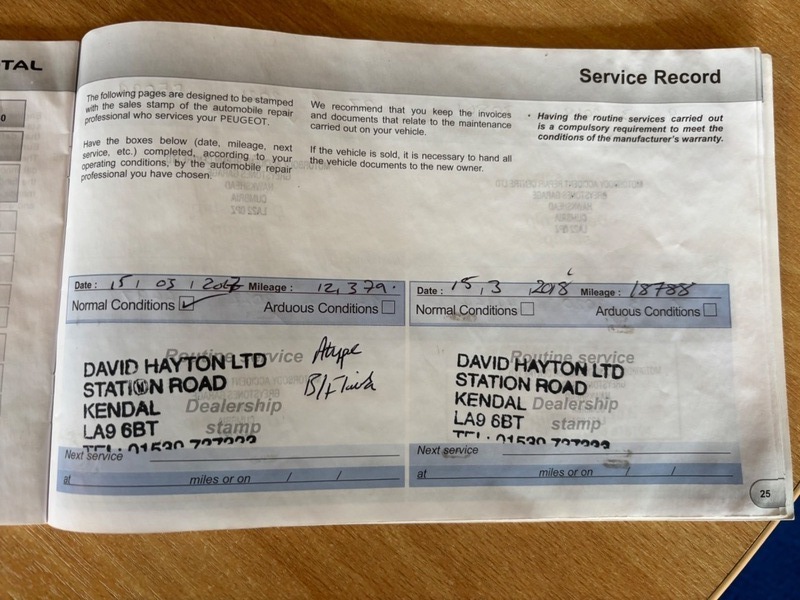 TAL
0
Service Record
The following pages are designed to be stamped
with the sales stamp of the automobile repair
professional who services your PEUGEOT.
Have the boxes below (date, mileage, next
service, etc.) completed, according to your
operating conditions, by the automobile repair
professional you have chosen.
We recommend that you keep the invoices
and documents that relate to the maintenance
carried out on your vehicle.
If the vehicle is sold, it is necessary to hand all
the vehicle documents to the new owner.
• Having the routine services carried out
is a compulsory requirement to meet the
conditions of the manufacturer's warranty.
Date : 15 / 03 / 2017 Mileage : 12,379.
Normal Conditions Arduous Conditions
Routine service
Dealership
stamp
DAVID HAYTON LTD
STATION ROAD
KENDAL
LA9 6BT
TEL: 01539 727222
A type
Next service
at miles or on / /
Date : 15, 3 2018 Mileage : 18788
Normal Conditions Arduous Conditions
Routine service
Dealership
stamp
DAVID HAYTON LTD
STATION ROAD
KENDAL
LA9 6BT
Next service
at miles or on / /
25